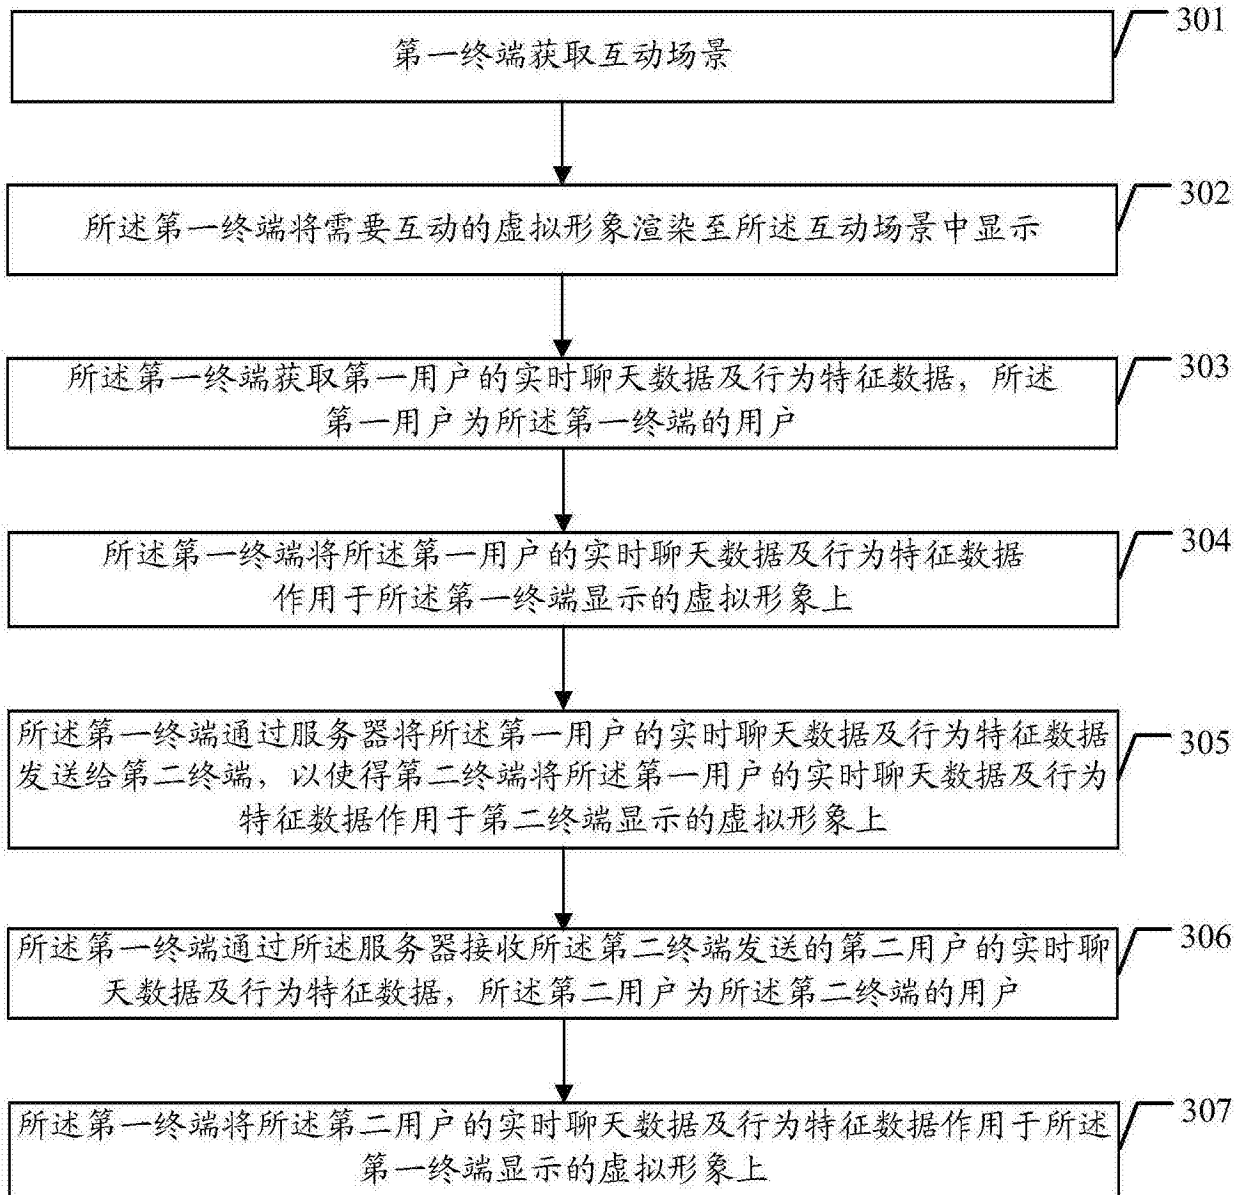 301
第一终端获取互动场景
302
所述第一终端将需要互动的虚拟形象渲染至所述互动场景中显示
303
所述第一终端获取第一用户的实时聊天数据及行为特征数据，所述
第一用户为所述第一终端的用户
304
所述第一终端将所述第一用户的实时聊天数据及行为特征数据
作用于所述第一终端显示的虚拟形象上
305
所述第一终端通过服务器将所述第一用户的实时聊天数据及行为特征数据
发送给第二终端，以使得第二终端将所述第一用户的实时聊天数据及行为
特征数据作用于第二终端显示的虚拟形象上
306
所述第一终端通过所述服务器接收所述第二终端发送的第二用户的实时聊
天数据及行为特征数据，所述第二用户为所述第二终端的用户
307
所述第一终端将所述第二用户的实时聊天数据及行为特征数据作用于所述
第一终端显示的虚拟形象上